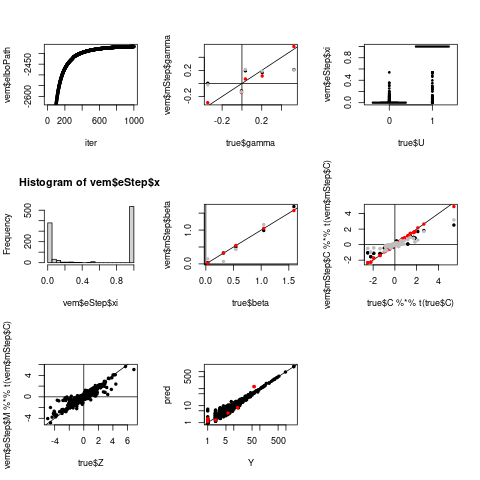 vem$elboPath
-2600
-2450
0
200
600
1000
iter
vem$mStep$gamma
-0.2
0.2
-0.2
0.2
true$gamma
vem$eStep$xi
0.0
0.4
0.8
0
1
true$U
Histogram of vem$eStep$x
Frequency
0
200
500
0.0
0.4
0.8
vem$eStep$xi
vem$mStep$beta
0.0
1.0
0.0
0.5
1.0
1.5
true$beta
vem$mStep$C %*% t(vem$mStep$C)
-2
0
2
4
-2
0
2
4
true$C %*% t(true$C)
vem$eStep$M %*% t(vem$mStep$C)
-4
0
4
-4
0
2
4
6
true$Z
pred
1
10
500
1
5
50
500
Y